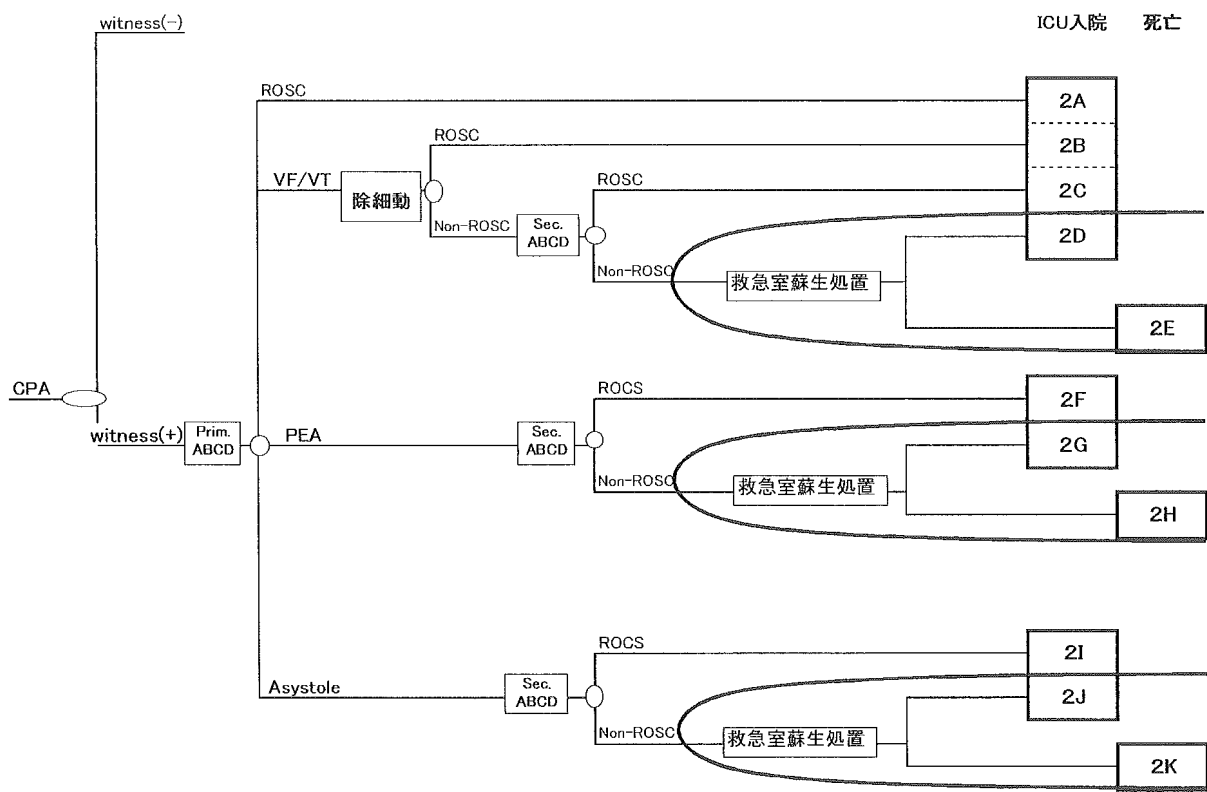 witness(-)
ICU入院 死亡
ROSC
2A
ROSC
2B
VF/VT
除細動
ROSC
2C
Non-ROSC
Sec.
ABCD
2D
Non-ROSC
救急室蘇生処置
2E
CPA
witness(+)
Prim.
ABCD
PEA
Sec.
ABCD
ROCS
2F
2G
Non-ROSC
救急室蘇生処置
2H
Asystole
Sec.
ABCD
ROCS
2I
2J
Non-ROSC
救急室蘇生処置
2K